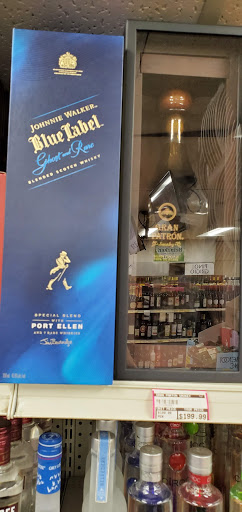 JOHNNIE WALKER
Blue Label
Ghost and Rare
BLENDED SCOTCH WHISKY
SPECIAL BLEND
WITH
PORT ELLEN
AND 7 RARE WHISKIES
GRAN
PATRÓN
$199.99